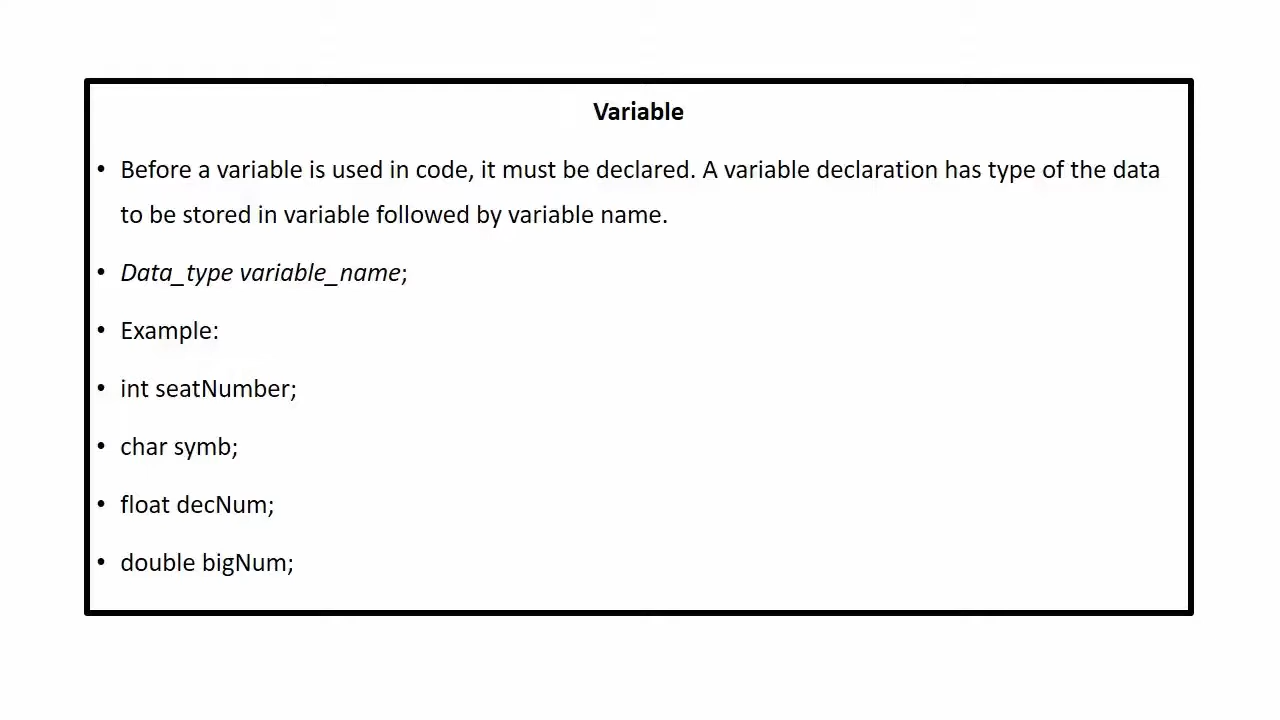 Variable
• Before a variable is used in code, it must be declared. A variable declaration has type of the data
to be stored in variable followed by variable name.
• Data_type variable_name;
• Example:
• int seatNumber;
• char symb;
• float decNum;
• double bigNum;